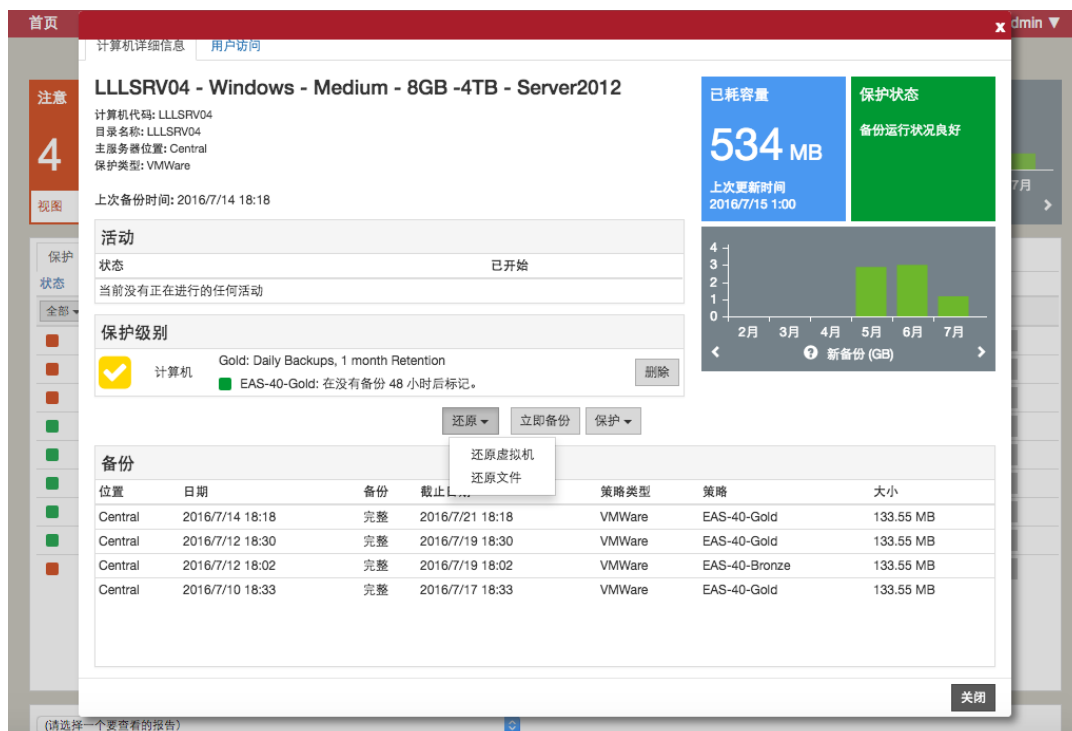 首页
x
dmin ▼
计算机详细信息 用户访问
LLLSRV04 - Windows - Medium - 8GB -4TB - Server2012
计算机代码: LLLSRV04
目录名称: LLLSRV04
主服务器位置: Central
保护类型: VMWare
上次备份时间: 2016/7/14 18:18
已耗容量
534 MB
上次更新时间
2016/7/15 1:00
保护状态
备份运行状况良好
注意
4
视图
7月
保护
状态
全部
活动
状态 已开始
当前没有正在进行的任何活动
保护级别
计算机
Gold: Daily Backups, 1 month Retention
EAS-40-Gold: 在没有备份 48 小时后标记。
删除
4
3
2
1
0
2月 3月 4月 5月 6月 7月
新备份 (GB)
还原 立即备份 保护
还原虚拟机
还原文件
备份
位置 日期 备份 截止日期 策略类型 策略 大小
Central 2016/7/14 18:18 完整 2016/7/21 18:18 VMWare EAS-40-Gold 133.55 MB
Central 2016/7/12 18:30 完整 2016/7/19 18:30 VMWare EAS-40-Gold 133.55 MB
Central 2016/7/12 18:02 完整 2016/7/19 18:02 VMWare EAS-40-Bronze 133.55 MB
Central 2016/7/10 18:33 完整 2016/7/17 18:33 VMWare EAS-40-Gold 133.55 MB
关闭
(请选择一个要查看的报告)